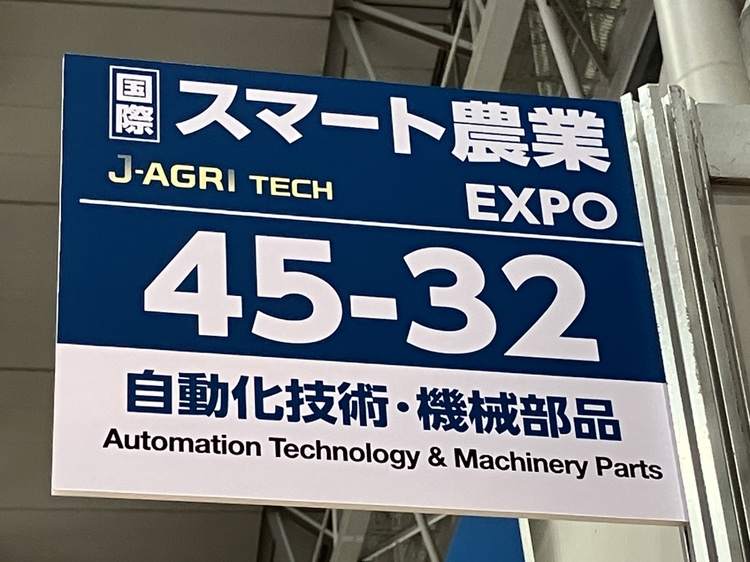 国際 スマート農業
J-AGRI TECH EXPO
45-32
自動化技術・機械部品
Automation Technology & Machinery Parts